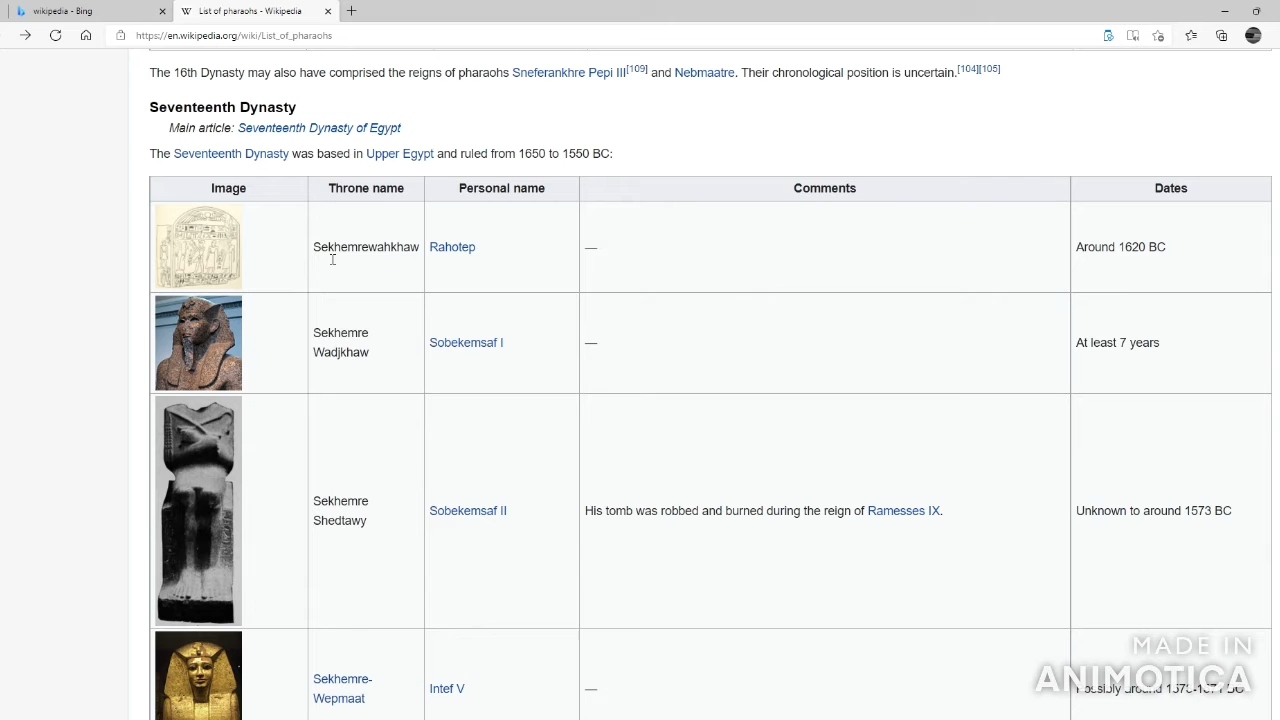 wikipedia - Bing
List of pharaohs - Wikipedia
https://en.wikipedia.org/wiki/List_of_pharaohs
The 16th Dynasty may also have comprised the reigns of pharaohs Sneferankhre Pepi III[109] and Nebmaatre. Their chronological position is uncertain.[104][105]
Seventeenth Dynasty
Main article: Seventeenth Dynasty of Egypt
The Seventeenth Dynasty was based in Upper Egypt and ruled from 1650 to 1550 BC:
Image Throne name Personal name Comments Dates
Sekhemrewahkhaw Rahotep — Around 1620 BC
Sekhemre
Wadjkhaw
Sobekemsaf I — At least 7 years
Sekhemre
Shedtawy
Sobekemsaf II His tomb was robbed and burned during the reign of Ramesses IX. Unknown to around 1573 BC
Sekhemre-
Wepmaat
Intef V — Possibly around
MADE IN
ANIMOTICA